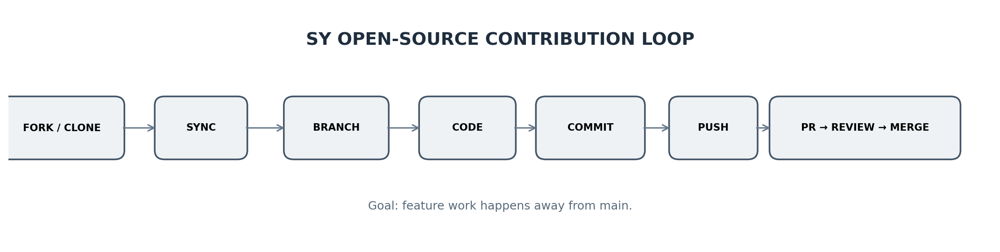 SY OPEN-SOURCE CONTRIBUTION LOOP
FORK / CLONE
SYNC
BRANCH
CODE
COMMIT
PUSH
PR → REVIEW → MERGE
Goal: feature work happens away from main.